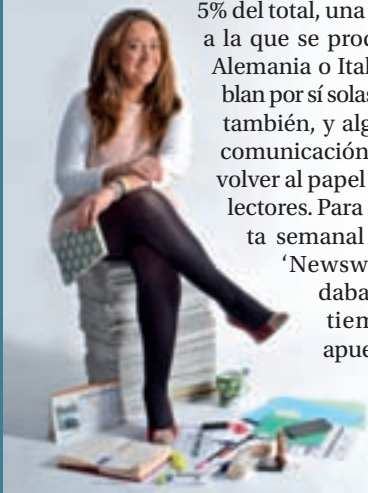 5% del total, una
a la que se prod
Alemania o Ital
blan por sí solas
también, y alg
comunicación
volver al papel
lectores. Para
ta semanal
‘Newsw
daba
tiem
apue